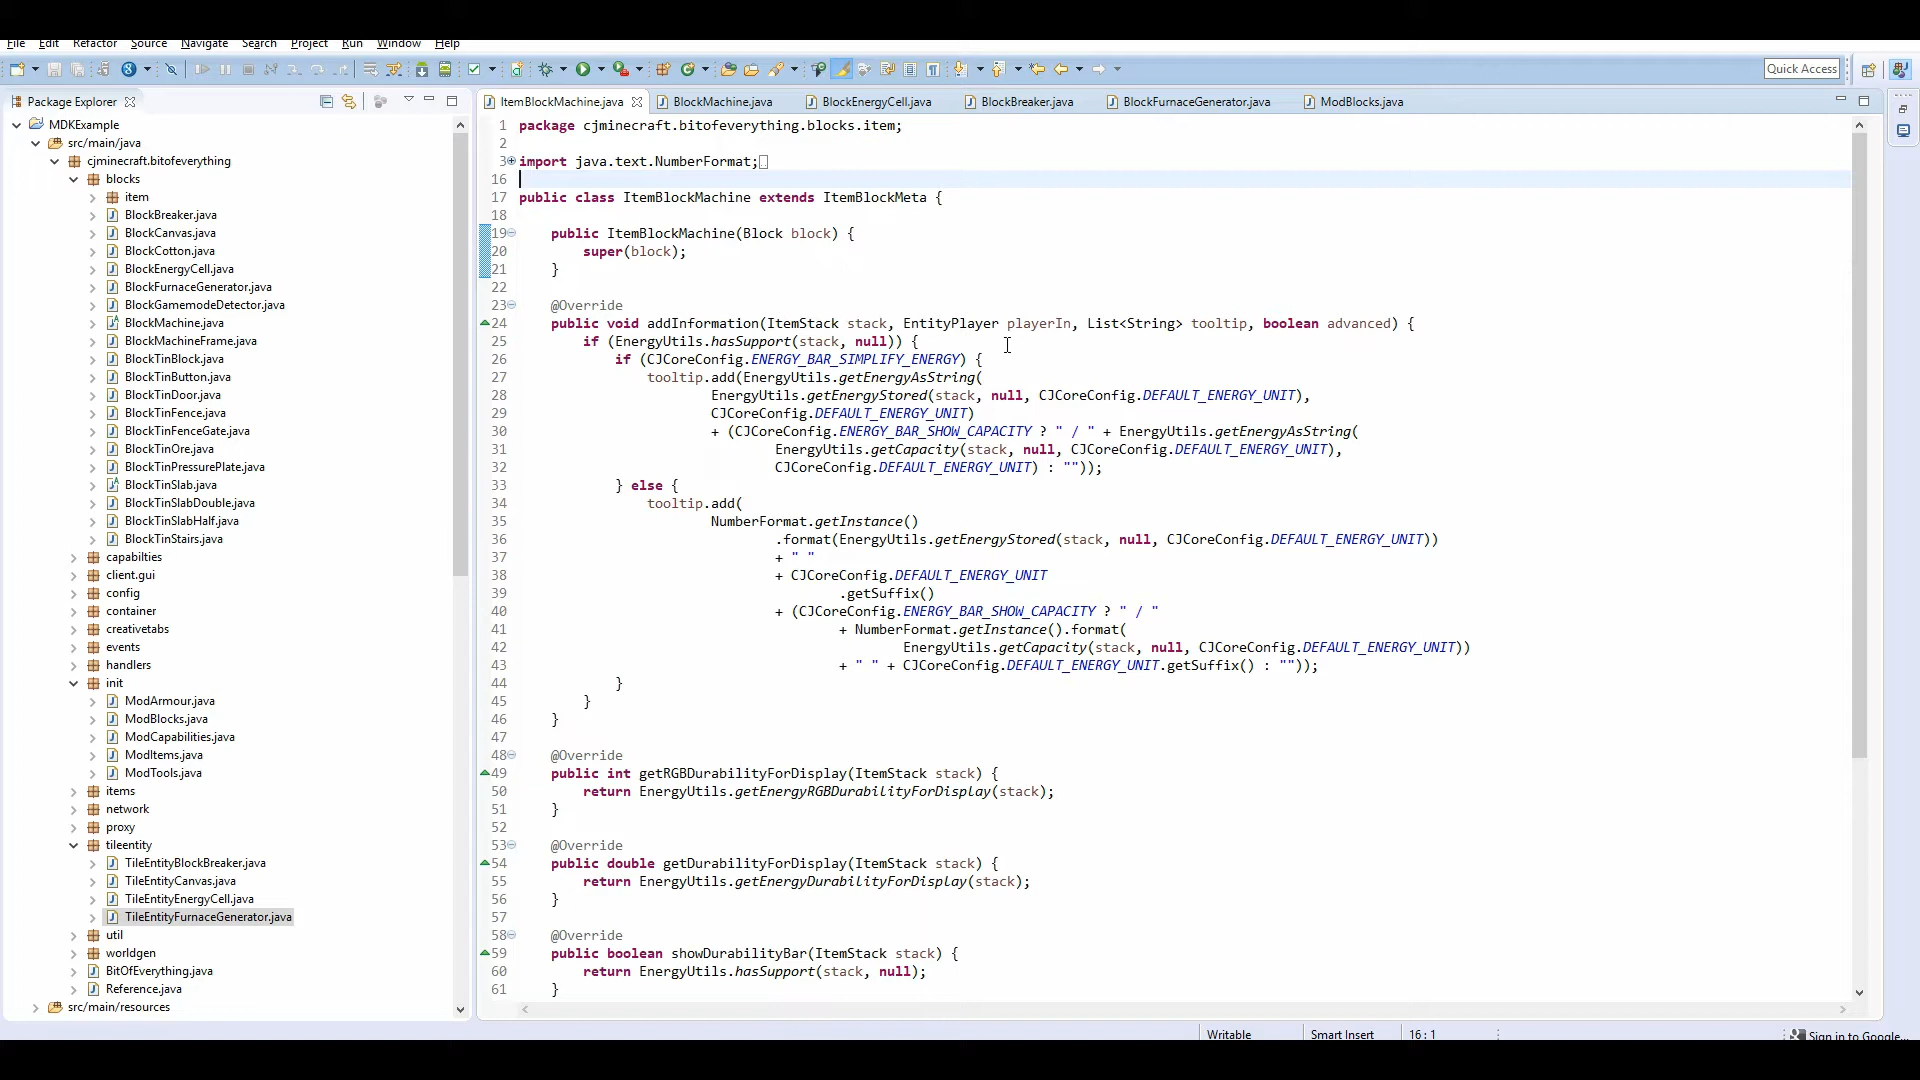 File Edit Refactor Source Navigate Search Project Run Window Help
Quick Access
Package Explorer
MDKExample
src/main/java
cjminecraft.bitofeverything
blocks
item
BlockBreaker.java
BlockCanvas.java
BlockCotton.java
BlockEnergyCell.java
BlockFurnaceGenerator.java
BlockGamemodeDetector.java
BlockMachine.java
BlockMachineFrame.java
BlockTinBlock.java
BlockTinButton.java
BlockTinDoor.java
BlockTinFence.java
BlockTinFenceGate.java
BlockTinOre.java
BlockTinPressurePlate.java
BlockTinSlab.java
BlockTinSlabDouble.java
BlockTinSlabHalf.java
BlockTinStairs.java
capabilties
client.gui
config
container
creativetabs
events
handlers
init
ModArmour.java
ModBlocks.java
ModCapabilities.java
ModItems.java
ModTools.java
items
network
proxy
tileentity
TileEntityBlockBreaker.java
TileEntityCanvas.java
TileEntityEnergyCell.java
TileEntityFurnaceGenerator.java
util
worldgen
BitOfEverything.java
Reference.java
src/main/resources
ItemBlockMachine.java BlockMachine.java BlockEnergyCell.java BlockBreaker.java BlockFurnaceGenerator.java ModBlocks.java
1 package cjminecraft.bitofeverything.blocks.item;
2
3 import java.text.NumberFormat;
16
17 public class ItemBlockMachine extends ItemBlockMeta {
18
19 public ItemBlockMachine(Block block) {
20 super(block);
21 }
22
23 @Override
24 public void addInformation(ItemStack stack, EntityPlayer playerIn, List<String> tooltip, boolean advanced) {
25 if (EnergyUtils.hasSupport(stack, null)) {
26 if (CJCoreConfig.ENERGY_BAR_SIMPLIFY_ENERGY) {
27 tooltip.add(EnergyUtils.getEnergyAsString(
28 EnergyUtils.getEnergyStored(stack, null, CJCoreConfig.DEFAULT_ENERGY_UNIT),
29 CJCoreConfig.DEFAULT_ENERGY_UNIT)
30 + (CJCoreConfig.ENERGY_BAR_SHOW_CAPACITY ? " / " + EnergyUtils.getEnergyAsString(
31 EnergyUtils.getCapacity(stack, null, CJCoreConfig.DEFAULT_ENERGY_UNIT),
32 CJCoreConfig.DEFAULT_ENERGY_UNIT) : ""));
33 } else {
34 tooltip.add(
35 NumberFormat.getInstance()
36 .format(EnergyUtils.getEnergyStored(stack, null, CJCoreConfig.DEFAULT_ENERGY_UNIT))
37 + " "
38 + CJCoreConfig.DEFAULT_ENERGY_UNIT
39 .getSuffix()
40 + (CJCoreConfig.ENERGY_BAR_SHOW_CAPACITY ? " / "
41 + NumberFormat.getInstance().format(
42 EnergyUtils.getCapacity(stack, null, CJCoreConfig.DEFAULT_ENERGY_UNIT))
43 + " " + CJCoreConfig.DEFAULT_ENERGY_UNIT.getSuffix() : ""));
44 }
45 }
46 }
47
48 @Override
49 public int getRGBDurabilityForDisplay(ItemStack stack) {
50 return EnergyUtils.getEnergyRGBDurabilityForDisplay(stack);
51 }
52
53 @Override
54 public double getDurabilityForDisplay(ItemStack stack) {
55 return EnergyUtils.getEnergyDurabilityForDisplay(stack);
56 }
57
58 @Override
59 public boolean showDurabilityBar(ItemStack stack) {
60 return EnergyUtils.hasSupport(stack, null);
61 }
Writable Smart Insert 16 : 1 Sign in to Google...